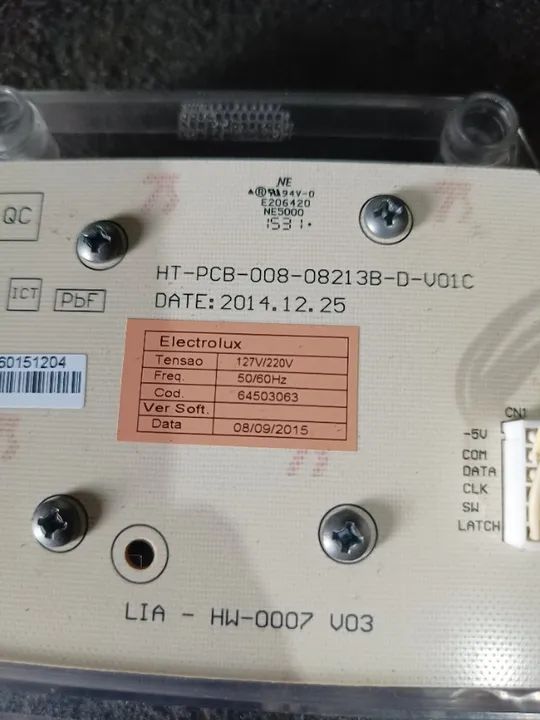 NE
94V-0
E206420
NE5000
1531
QC
HT-PCB-008-08213B-D-V01C
ICT PbF DATE:2014.12.25
Electrolux
Tensao 127V/220V
Freq. 50/60Hz
Cod. 64503063
Ver Soft.
Data 08/09/2015
60151204
CN1
-5V
COM
DATA
CLK
SW
LATCH
LIA - HW-0007 V03